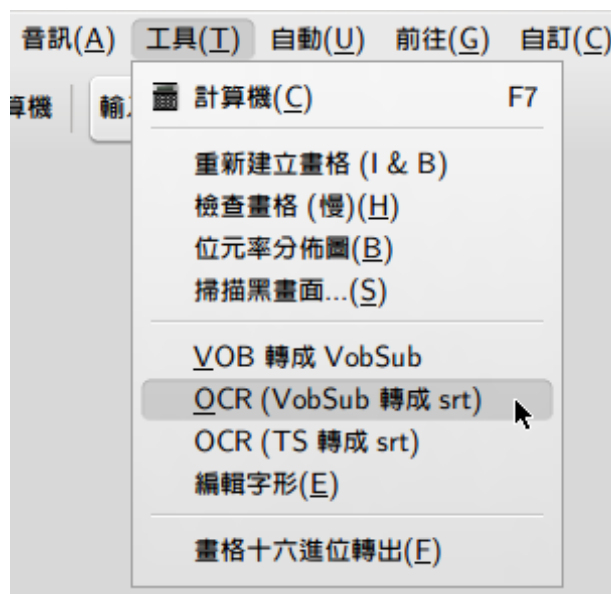 音訊(A) 工具(T) 自動(U) 前往(G) 自訂(C)
算機 輸
計算機(C) F7
重新建立畫格 (I & B)
檢查畫格 (慢)(H)
位元率分佈圖(B)
掃描黑畫面...(S)
VOB 轉成 VobSub
OCR (VobSub 轉成 srt)
OCR (TS 轉成 srt)
編輯字形(E)
畫格十六進位轉出(F)